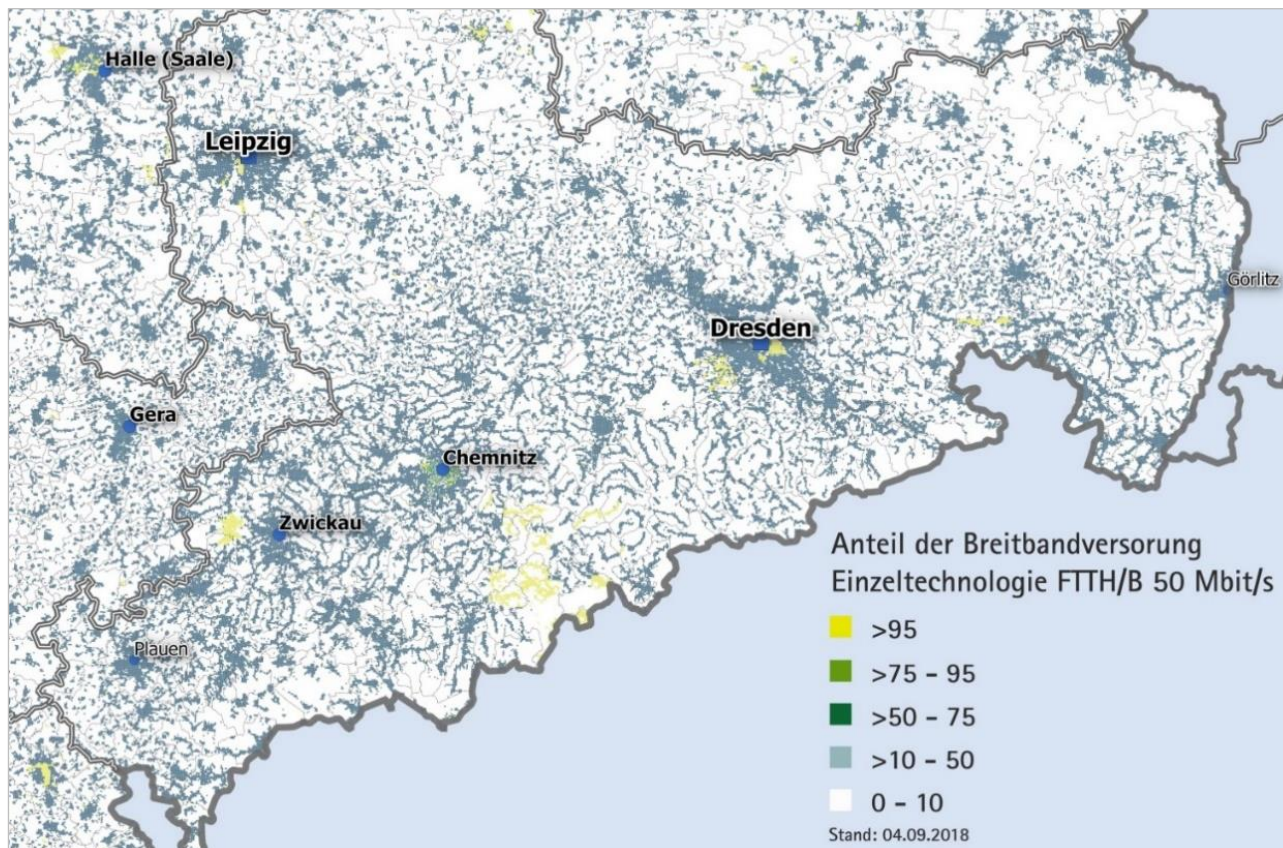 Halle (Saale)
Leipzig
Görlitz
Dresden
Gera
Chemnitz
Zwickau
Plauen
Anteil der Breitbandversorung
Einzeltechnologie FTTH/B 50 Mbit/s
>95
>75 - 95
>50 - 75
>10 - 50
0 - 10
Stand: 04.09.2018